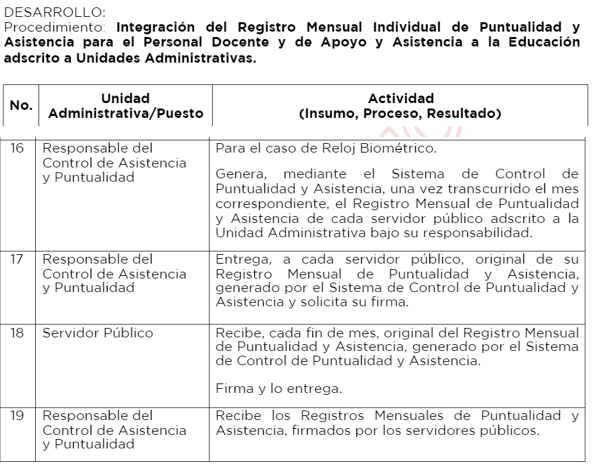 DESARROLLO:
Procedimiento: Integración del Registro Mensual Individual de Puntualidad y
Asistencia para el Personal Docente y de Apoyo y Asistencia a la Educación
adscrito a Unidades Administrativas.
No.
Unidad
Administrativa/Puesto
Actividad
(Insumo, Proceso, Resultado)
16
Responsable del
Control de Asistencia
y Puntualidad
Para el caso de Reloj Biométrico.
Genera, mediante el Sistema de Control de
Puntualidad y Asistencia, una vez transcurrido el mes
correspondiente, el Registro Mensual de Puntualidad
y Asistencia de cada servidor público adscrito a la
Unidad Administrativa bajo su responsabilidad.
17
Responsable del
Control de Asistencia
y Puntualidad
Entrega, a cada servidor público, original de su
Registro Mensual de Puntualidad y Asistencia,
generado por el Sistema de Control de Puntualidad y
Asistencia y solicita su firma.
18
Servidor Público
Recibe, cada fin de mes, original del Registro Mensual
de Puntualidad y Asistencia, generado por el Sistema
de Control de Puntualidad y Asistencia.
Firma y lo entrega.
19
Responsable del
Control de Asistencia
y Puntualidad
Recibe los Registros Mensuales de Puntualidad y
Asistencia, firmados por los servidores públicos.